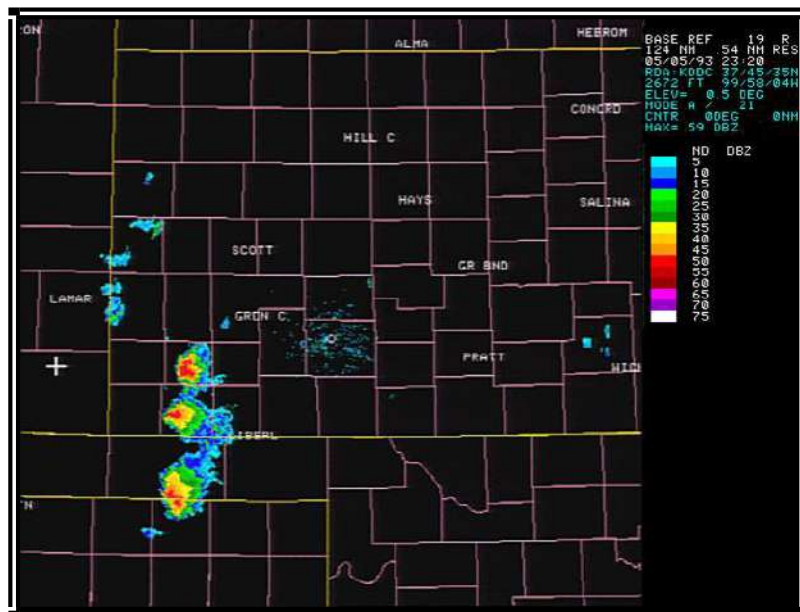 ALMA
HEBROM
CONCRD
HILL C
HAYS
SALINA
SCOTT
GR BND
LAMAR
GRDN C
PRATT
WICH
LIBERL
BASE REF 19 R
124 NM .54 NM RES
05/05/93 23:20
RDA:KDDC 37/45/35N
2672 FT 99/58/04W
ELEV= 0.5 DEG
MODE A / 21
CNTR 0DEG 0NM
MAX= 59 DBZ
ND DBZ
5
10
15
20
25
30
35
40
45
50
55
60
65
70
75